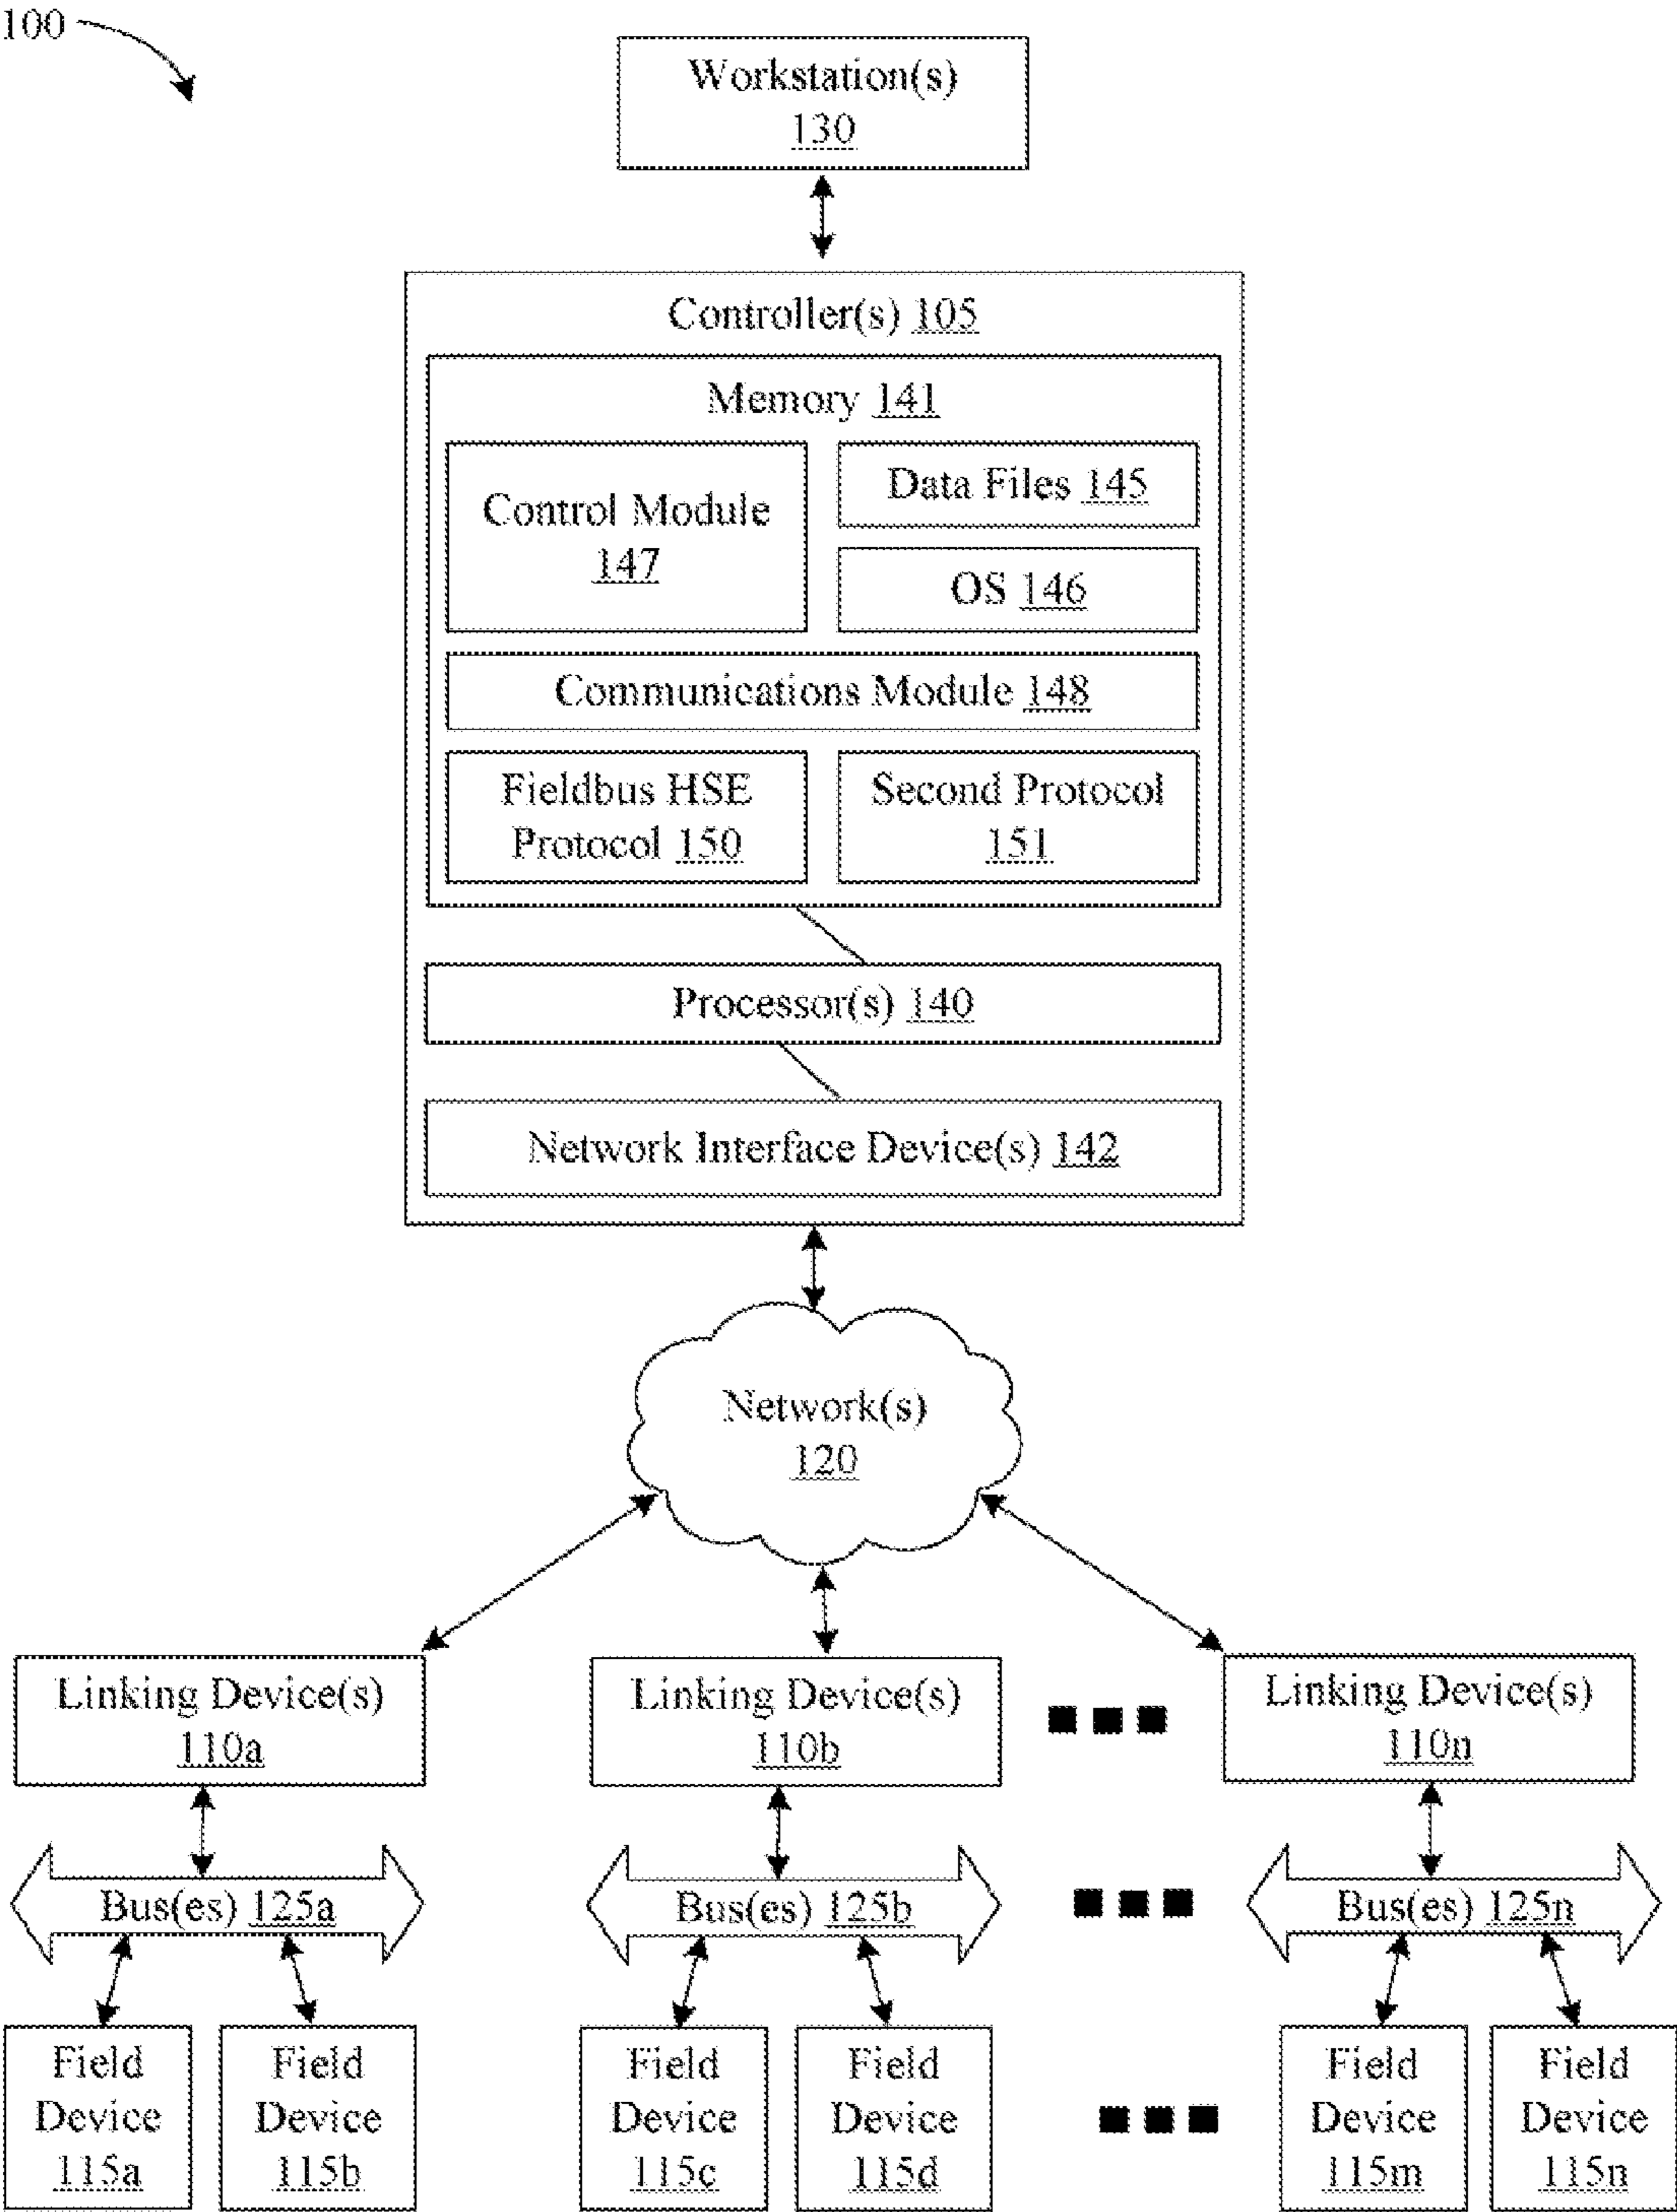 100
Workstation(s)
130
Controller(s) 105
Memory 141
Control Module
147
Data Files 145
OS 146
Communications Module 148
Fieldbus HSE
Protocol 150
Second Protocol
151
Processor(s) 140
Network Interface Device(s) 142
Network(s)
120
Linking Device(s)
110a
Linking Device(s)
110b
Linking Device(s)
110n
Bus(es) 125a
Bus(es) 125b
Bus(es) 125n
Field
Device
115a
Field
Device
115b
Field
Device
115c
Field
Device
115d
Field
Device
115m
Field
Device
115n